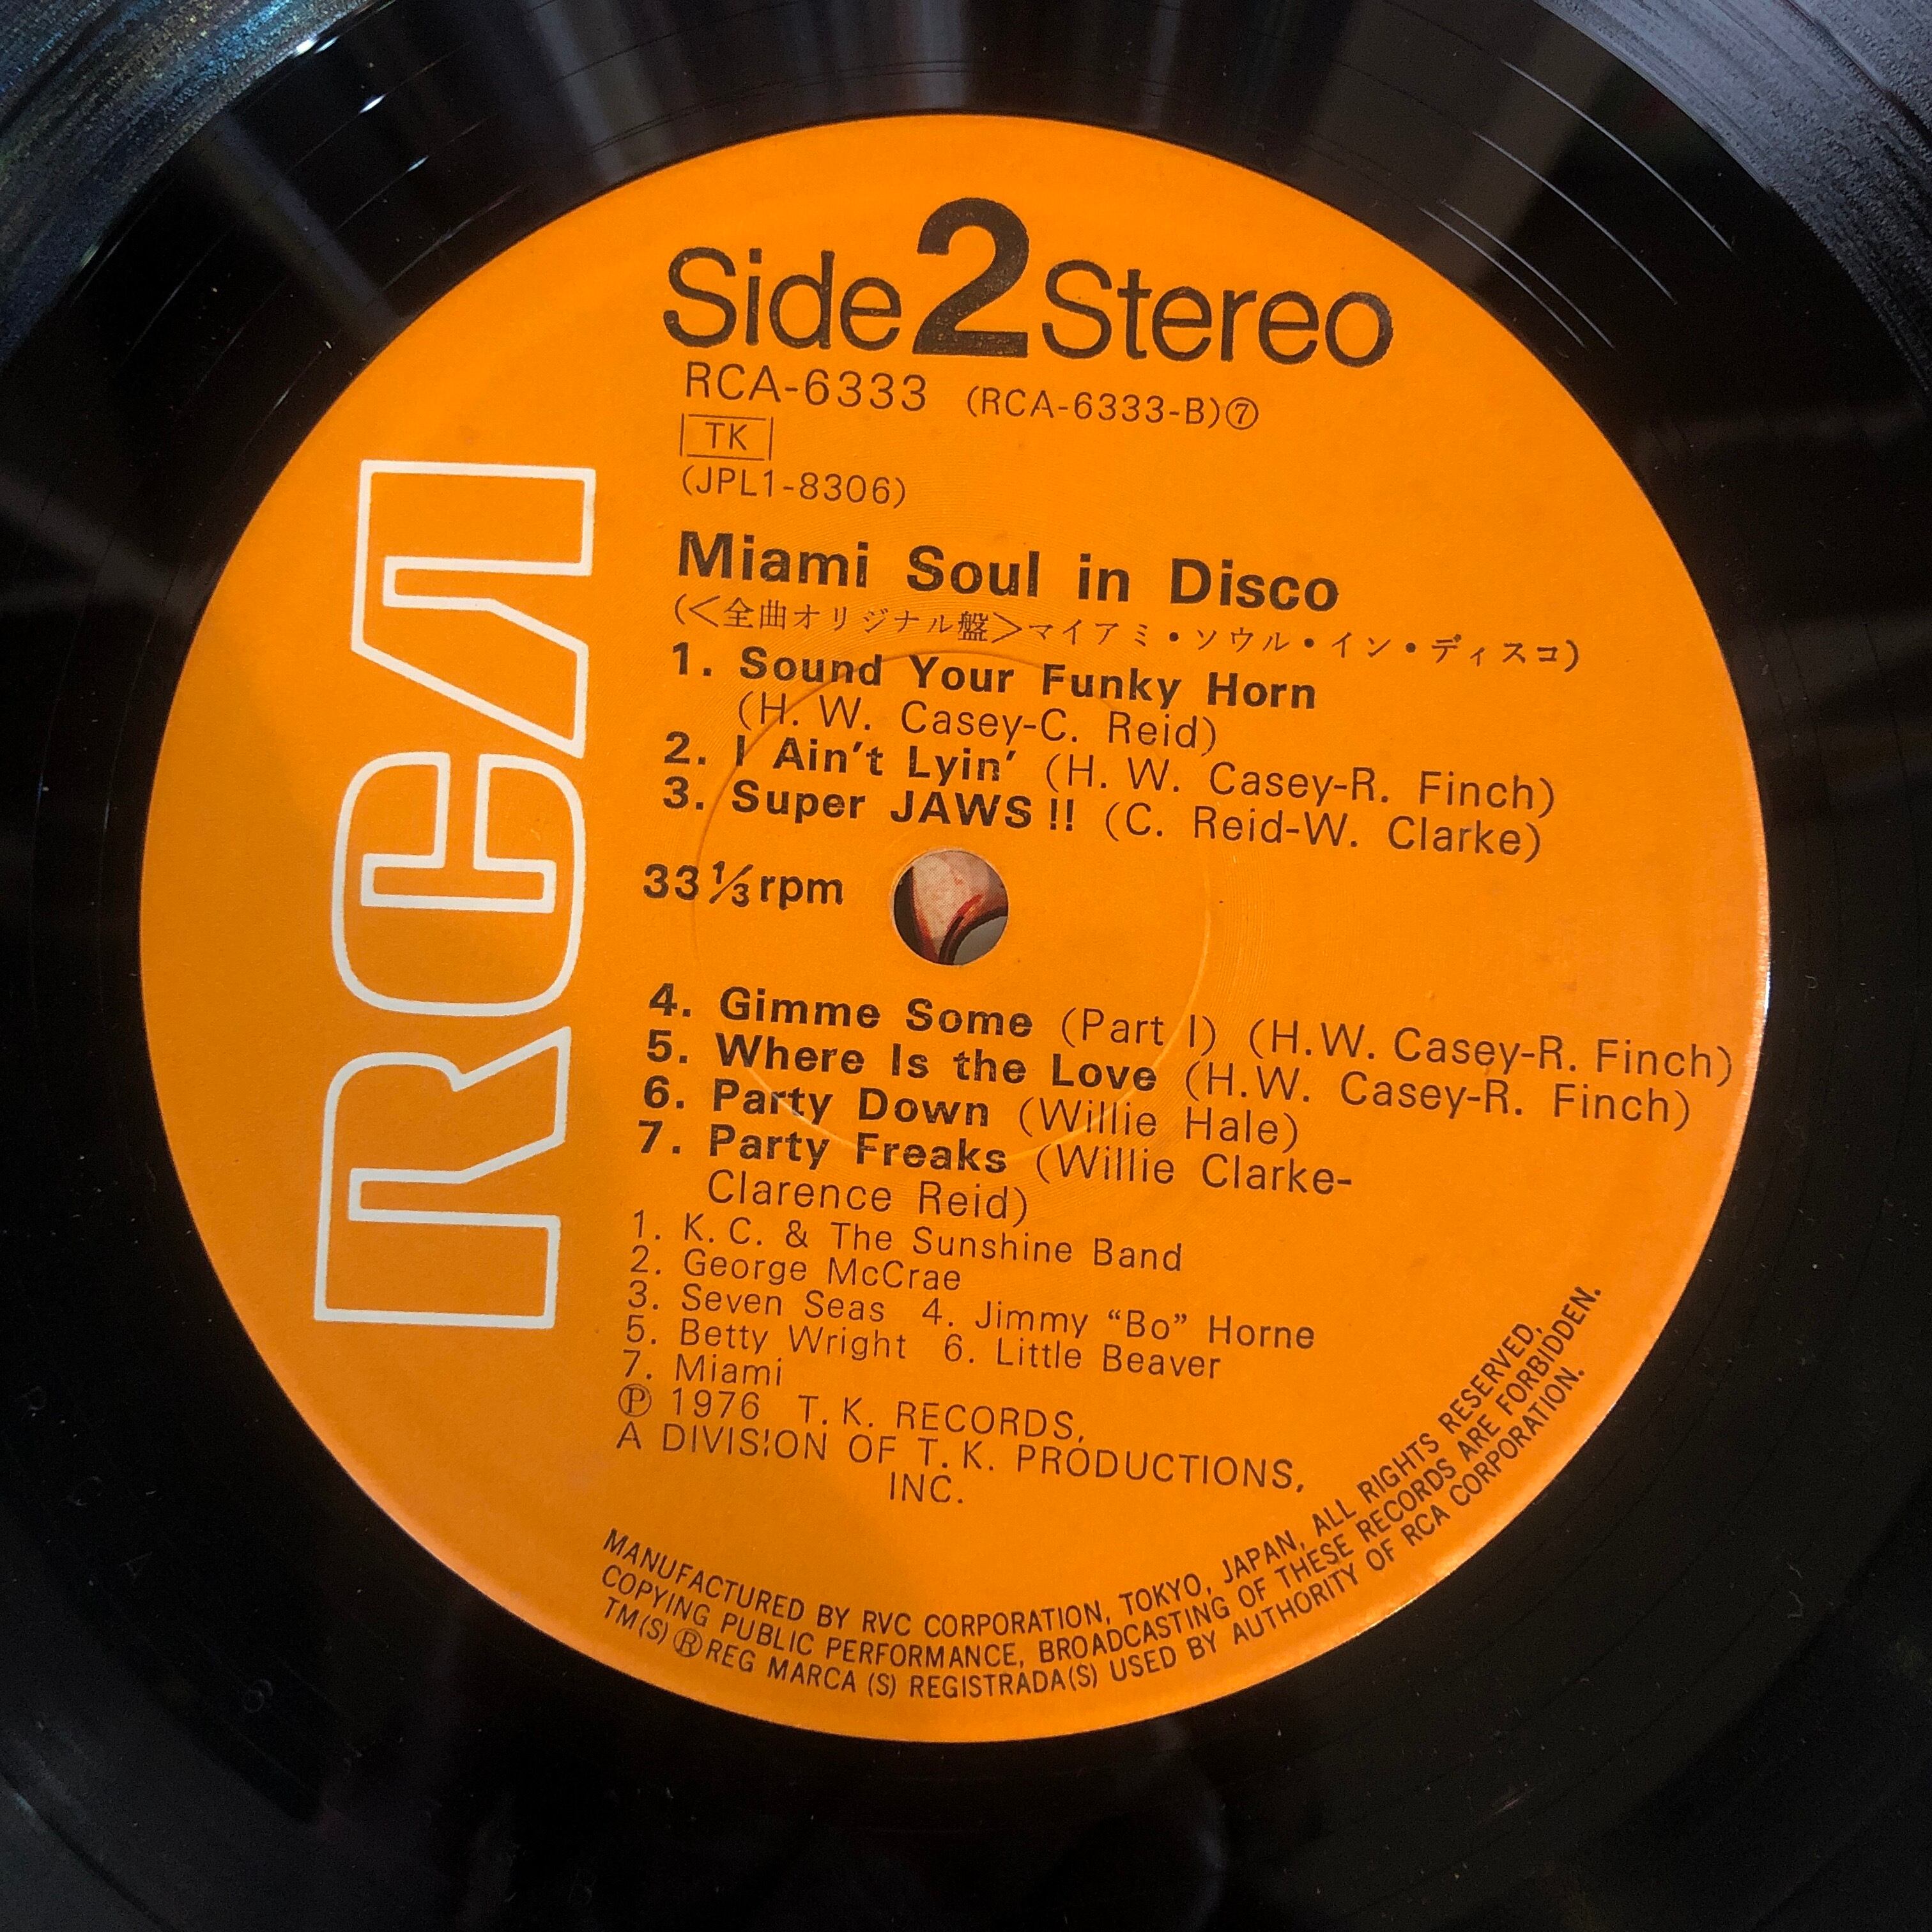 Side 2 Stereo
RCA-6333 (RCA-6333-B)⑦
TK
(JPL1-8306)
Miami Soul in Disco
(<全曲オリジナル盤>マイアミ・ソウル・イン・ディスコ)
1. Sound Your Funky Horn
(H. W. Casey-C. Reid)
2. I Ain't Lyin' (H. W. Casey-R. Finch)
3. Super JAWS!! (C. Reid-W. Clarke)
33⅓rpm
4. Gimme Some (Part I) (H.W. Casey-R. Finch)
5. Where Is the Love (H.W. Casey-R. Finch)
6. Party Down (Willie Hale)
7. Party Freaks (Willie Clarke-
Clarence Reid)
1. K. C. & The Sunshine Band
2. George McCrae
3. Seven Seas 4. Jimmy “Bo” Horne
5. Betty Wright 6. Little Beaver
7. Miami
℗ 1976 T. K. RECORDS,
A DIVISION OF T. K. PRODUCTIONS,
INC.
MANUFACTURED BY RVC CORPORATION, TOKYO, JAPAN, ALL RIGHTS RESERVED,
COPYING PUBLIC PERFORMANCE, BROADCASTING OF THESE RECORDS ARE FORBIDDEN.
TM(S) ® REG MARCA (S) REGISTRADA(S) USED BY AUTHORITY OF RCA CORPORATION.
RCA